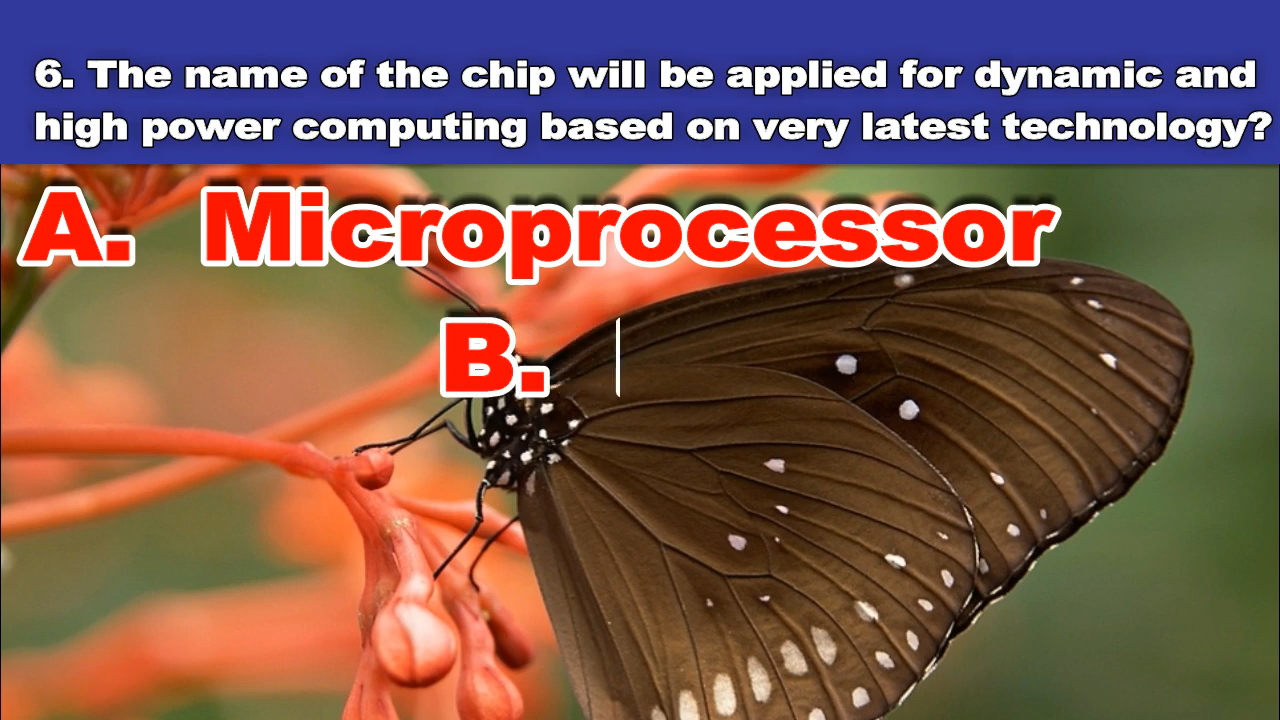 6. The name of the chip will be applied for dynamic and
high power computing based on very latest technology?
A. Microprocessor
B.